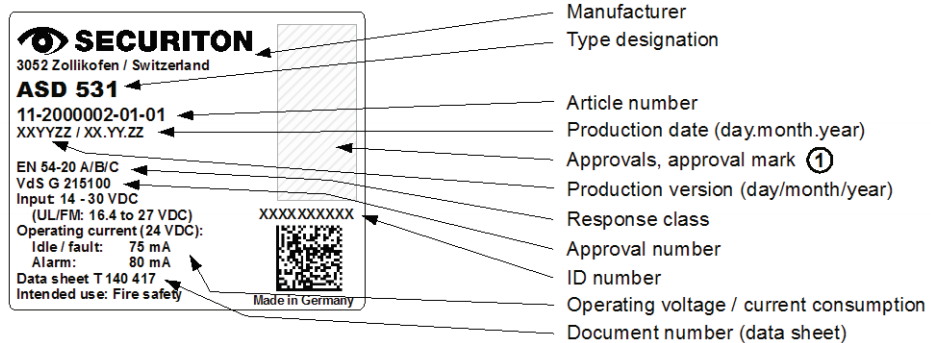 SECURITON
3052 Zollikofen / Switzerland
ASD 531
11-2000002-01-01
XXYYZZ / XX.YY.ZZ
EN 54-20 A/B/C
VdS G 215100
Input: 14 - 30 VDC
(UL/FM: 16.4 to 27 VDC)
Operating current (24 VDC):
Idle / fault: 75 mA
Alarm: 80 mA
Data sheet T 140 417
Intended use: Fire safety
XXXXXXXXXX
Made in Germany
Manufacturer
Type designation
Article number
Production date (day.month.year)
Approvals, approval mark 1
Production version (day/month/year)
Response class
Approval number
ID number
Operating voltage / current consumption
Document number (data sheet)